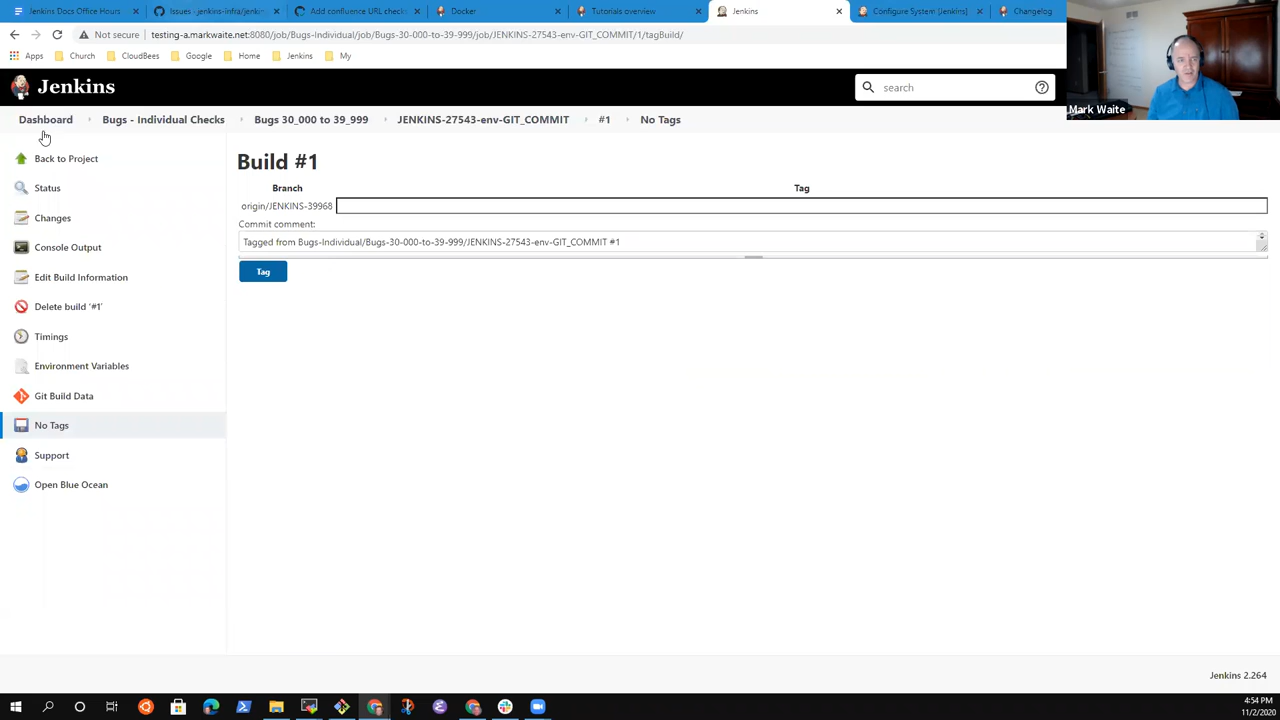 Jenkins Docs Office Hours
Issues · jenkins-infra/jenkins
Add confluence URL check
Docker
Tutorials overview
Jenkins
Configure System [Jenkins]
Changelog
Not secure | testing-a.markwaite.net:8080/job/Bugs-Individual/job/Bugs-30-000-to-39-999/job/JENKINS-27543-env-GIT_COMMIT/1/tagBuild/
Apps Church CloudBees Google Home Jenkins My
Jenkins
search
Mark Waite
Dashboard Bugs - Individual Checks Bugs 30_000 to 39_999 JENKINS-27543-env-GIT_COMMIT #1 No Tags
Back to Project
Status
Changes
Console Output
Edit Build Information
Delete build ‘#1’
Timings
Environment Variables
Git Build Data
No Tags
Support
Open Blue Ocean
Build #1
Branch Tag
origin/JENKINS-39968
Commit comment:
Tagged from Bugs-Individual/Bugs-30-000-to-39-999/JENKINS-27543-env-GIT_COMMIT #1
Tag
Jenkins 2.264
4:54 PM
11/2/2020